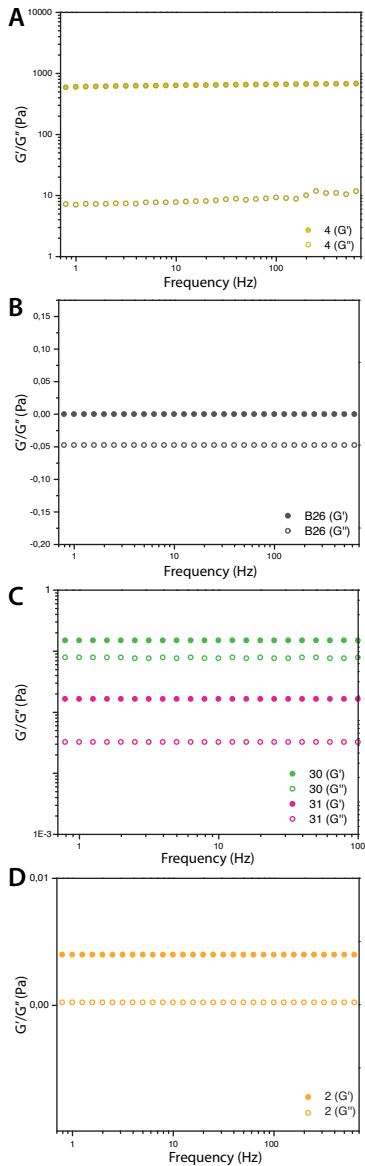 A
G'/G'' (Pa)
10000
1000
100
10
1
4 (G')
4 (G'')
1
10
100
Frequency (Hz)
B
G'/G'' (Pa)
0,15
0,10
0,05
0,00
-0,05
-0,10
-0,15
-0,20
B26 (G')
B26 (G'')
1
10
100
Frequency (Hz)
C
G'/G'' (Pa)
1
1E-3
30 (G')
30 (G'')
31 (G')
31 (G'')
1
10
100
Frequency (Hz)
D
G'/G'' (Pa)
0,01
0,00
2 (G')
2 (G'')
1
10
100
Frequency (Hz)